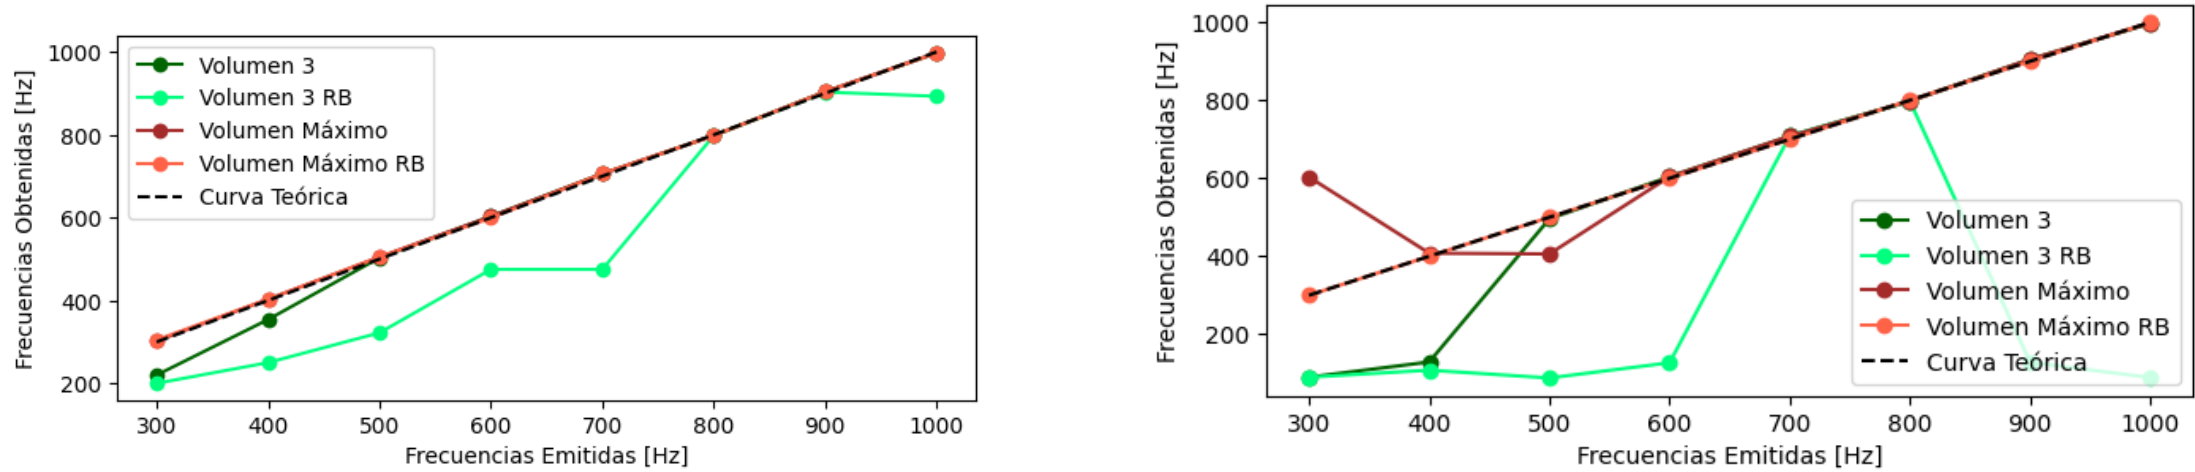 Frecuencias Obtenidas [Hz]
1000
800
600
400
200
Volumen 3
Volumen 3 RB
Volumen Máximo
Volumen Máximo RB
Curva Teórica
300 400 500 600 700 800 900 1000
Frecuencias Emitidas [Hz]
Frecuencias Obtenidas [Hz]
1000
800
600
400
200
Volumen 3
Volumen 3 RB
Volumen Máximo
Volumen Máximo RB
Curva Teórica
300 400 500 600 700 800 900 1000
Frecuencias Emitidas [Hz]